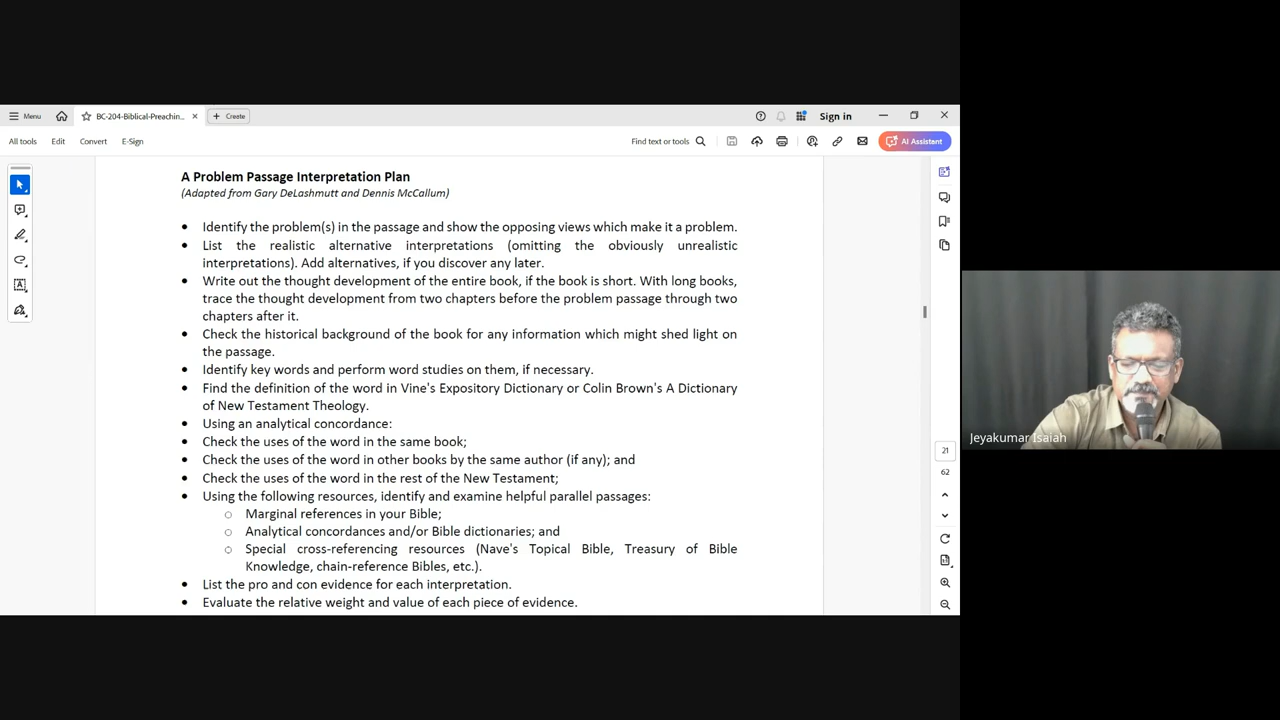 Menu
BC-204-Biblical-Preachin...
Create
Sign in
All tools
Edit
Convert
E-Sign
Find text or tools
AI Assistant
A Problem Passage Interpretation Plan
(Adapted from Gary DeLashmutt and Dennis McCallum)
• Identify the problem(s) in the passage and show the opposing views which make it a problem.
• List the realistic alternative interpretations (omitting the obviously unrealistic
interpretations). Add alternatives, if you discover any later.
• Write out the thought development of the entire book, if the book is short. With long books,
trace the thought development from two chapters before the problem passage through two
chapters after it.
• Check the historical background of the book for any information which might shed light on
the passage.
• Identify key words and perform word studies on them, if necessary.
• Find the definition of the word in Vine's Expository Dictionary or Colin Brown's A Dictionary
of New Testament Theology.
• Using an analytical concordance:
• Check the uses of the word in the same book;
• Check the uses of the word in other books by the same author (if any); and
• Check the uses of the word in the rest of the New Testament;
• Using the following resources, identify and examine helpful parallel passages:
○ Marginal references in your Bible;
○ Analytical concordances and/or Bible dictionaries; and
○ Special cross-referencing resources (Nave's Topical Bible, Treasury of Bible
Knowledge, chain-reference Bibles, etc.).
• List the pro and con evidence for each interpretation.
• Evaluate the relative weight and value of each piece of evidence.
21
62
Jeyakumar Isaiah